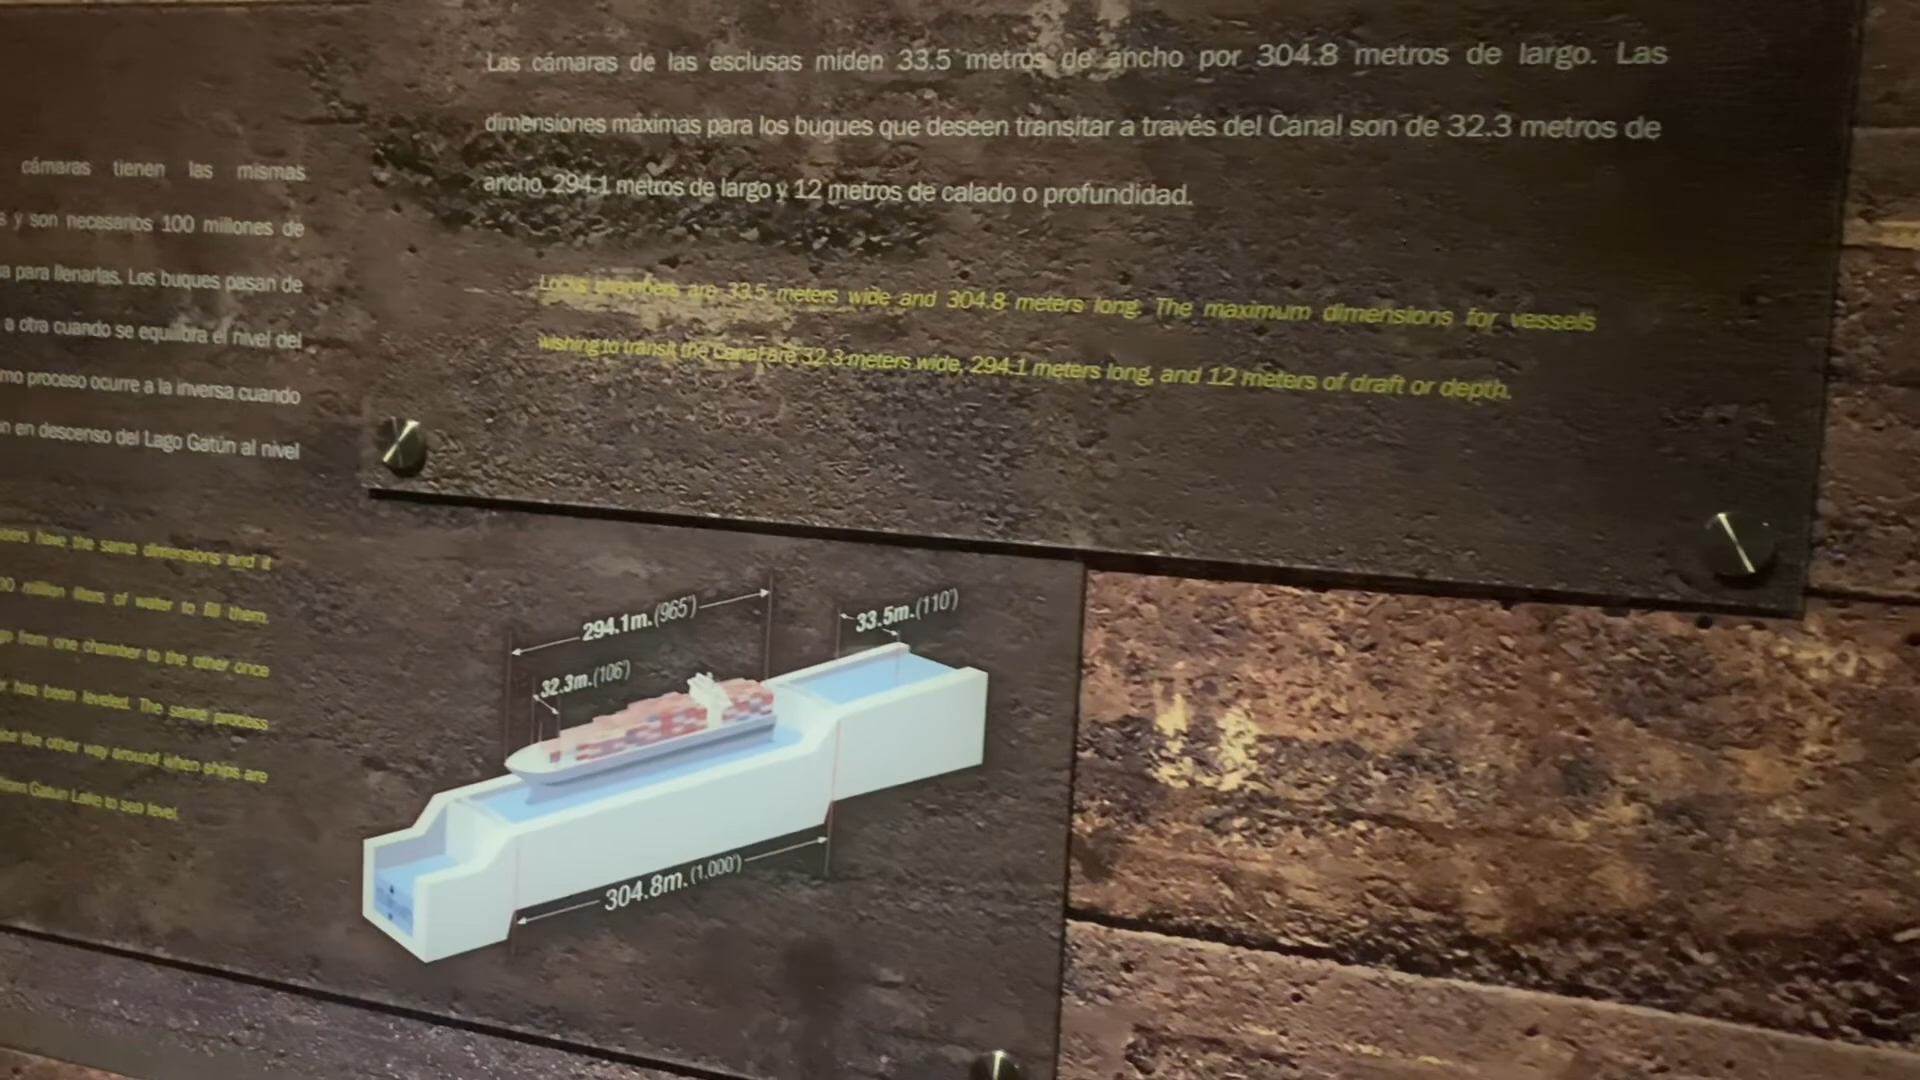 Las cámaras de las esclusas miden 33.5 metros de ancho por 304.8 metros de largo. Las
dimensiones máximas para los buques que deseen transitar a través del Canal son de 32.3 metros de
ancho, 294.1 metros de largo y 12 metros de calado o profundidad.
Locks chambers are 33.5 meters wide and 304.8 meters long. The maximum dimensions for vessels
wishing to transit the Canal are 32.3 meters wide, 294.1 meters long, and 12 meters of draft or depth.
cámaras tienen las mismas
y son necesarios 100 millones de
para llenarlas. Los buques pasan de
a otra cuando se equilibra el nivel del
proceso ocurre a la inversa cuando
en descenso del Lago Gatún al nivel
have the same dimensions and it
million liters of water to fill them.
from one chamber to the other once
has been leveled. The same process
the other way around when ships are
from Gatun Lake to sea level.
294.1m.(965')
33.5m.(110')
32.3m.(106')
304.8m.(1,000')